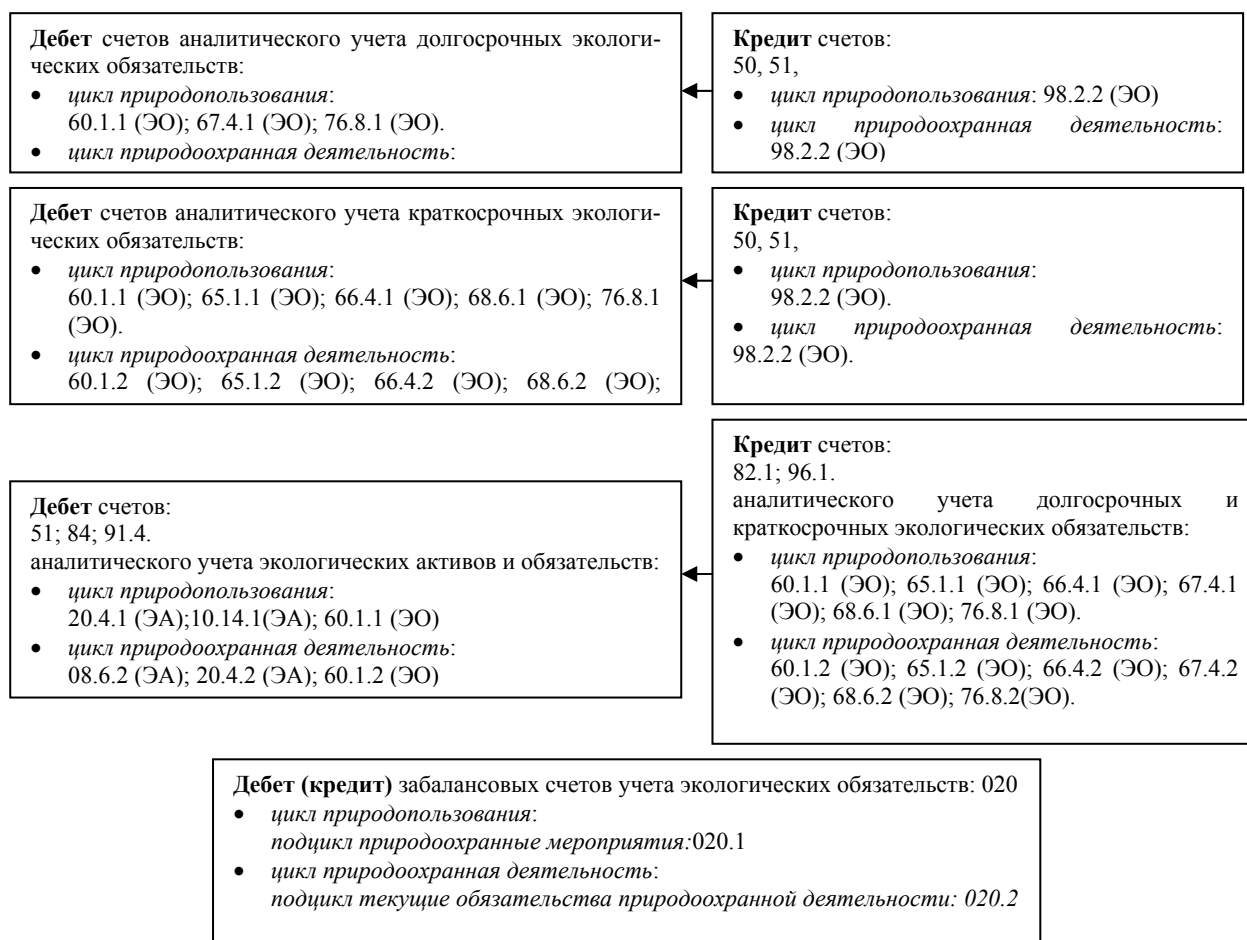 Дебет счетов аналитического учета долгосрочных экологи-
ческих обязательств:
• цикл природопользования:
60.1.1 (ЭО); 67.4.1 (ЭО); 76.8.1 (ЭО).
• цикл природоохранная деятельность:
Кредит счетов:
50, 51,
• цикл природопользования: 98.2.2 (ЭО)
• цикл природоохранная деятельность:
98.2.2 (ЭО)
Дебет счетов аналитического учета краткосрочных экологи-
ческих обязательств:
• цикл природопользования:
60.1.1 (ЭО); 65.1.1 (ЭО); 66.4.1 (ЭО); 68.6.1 (ЭО); 76.8.1
(ЭО).
• цикл природоохранная деятельность:
60.1.2 (ЭО); 65.1.2 (ЭО); 66.4.2 (ЭО); 68.6.2 (ЭО);
Кредит счетов:
50, 51,
• цикл природопользования:
98.2.2 (ЭО).
• цикл природоохранная деятельность:
98.2.2 (ЭО).
Дебет счетов:
51; 84; 91.4.
аналитического учета экологических активов и обязательств:
• цикл природопользования:
20.4.1 (ЭА);10.14.1(ЭА); 60.1.1 (ЭО)
• цикл природоохранная деятельность:
08.6.2 (ЭА); 20.4.2 (ЭА); 60.1.2 (ЭО)
Кредит счетов:
82.1; 96.1.
аналитического учета долгосрочных и
краткосрочных экологических обязательств:
• цикл природопользования:
60.1.1 (ЭО); 65.1.1 (ЭО); 66.4.1 (ЭО); 67.4.1
(ЭО); 68.6.1 (ЭО); 76.8.1 (ЭО).
• цикл природоохранная деятельность:
60.1.2 (ЭО); 65.1.2 (ЭО); 66.4.2 (ЭО); 67.4.2
(ЭО); 68.6.2 (ЭО); 76.8.2(ЭО).
Дебет (кредит) забалансовых счетов учета экологических обязательств: 020
• цикл природопользования:
подцикл природоохранные мероприятия:020.1
• цикл природоохранная деятельность:
подцикл текущие обязательства природоохранной деятельности: 020.2